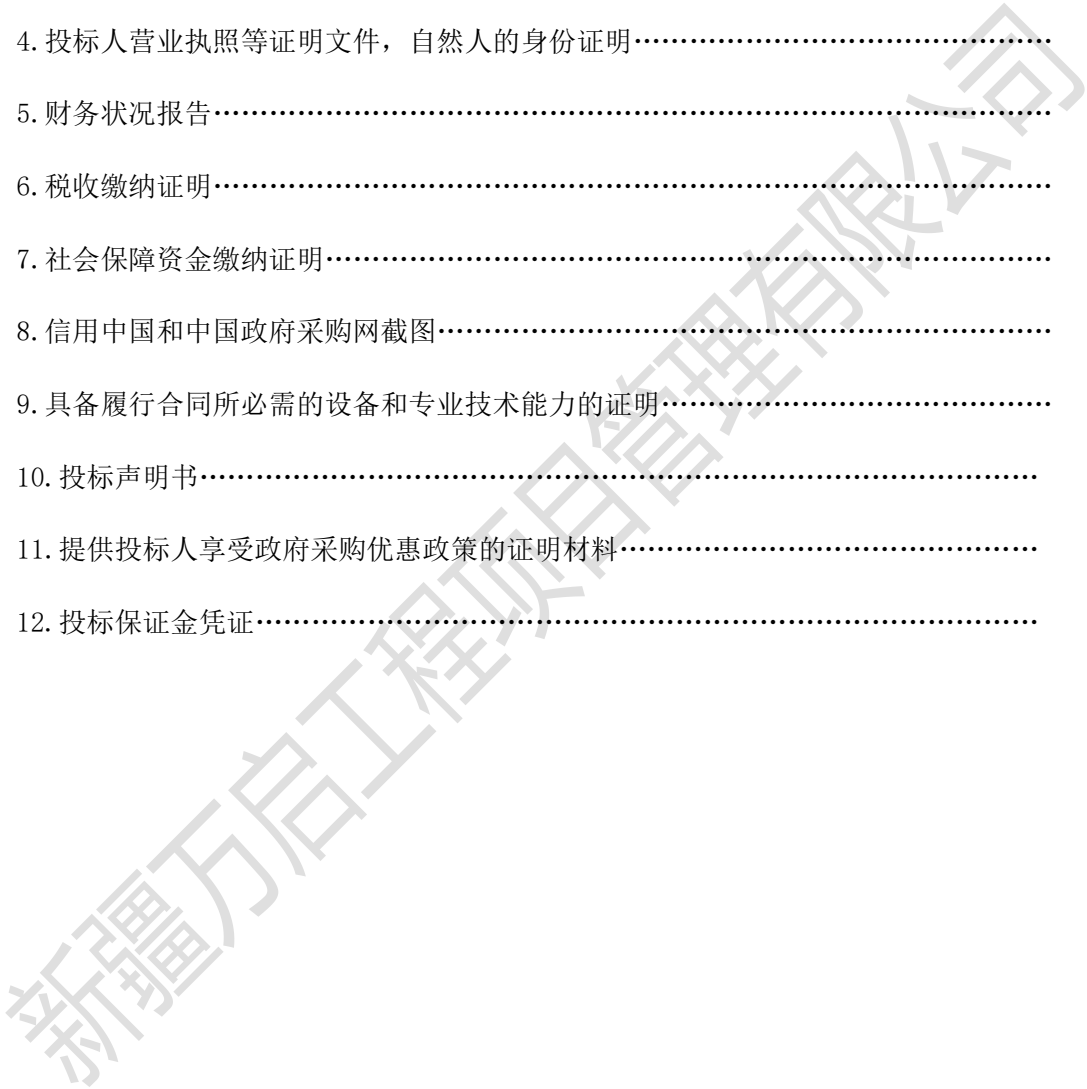 4.投标人营业执照等证明文件，自然人的身份证明…………………………………………
5.财务状况报告………………………………………………………………………………
6.税收缴纳证明………………………………………………………………………………
7.社会保障资金缴纳证明……………………………………………………………………
8.信用中国和中国政府采购网截图…………………………………………………………
9.具备履行合同所必需的设备和专业技术能力的证明……………………………………
10.投标声明书…………………………………………………………………………………
11.提供投标人享受政府采购优惠政策的证明材料………………………………………
12.投标保证金凭证……………………………………………………………………………
新疆万启工程项目管理有限公司